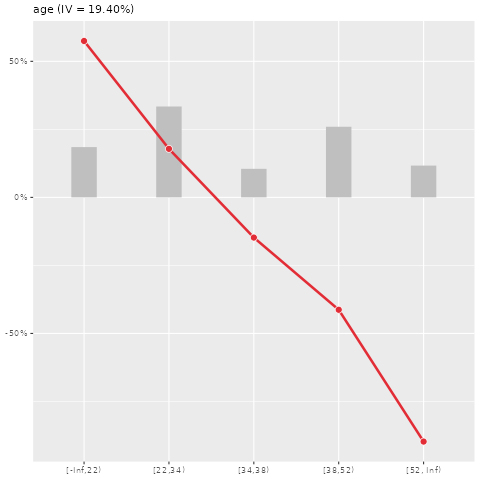 age (IV = 19.40%)
50%
0%
-50%
[-Inf,22)
[22,34)
[34,38)
[38,52)
[52, Inf)